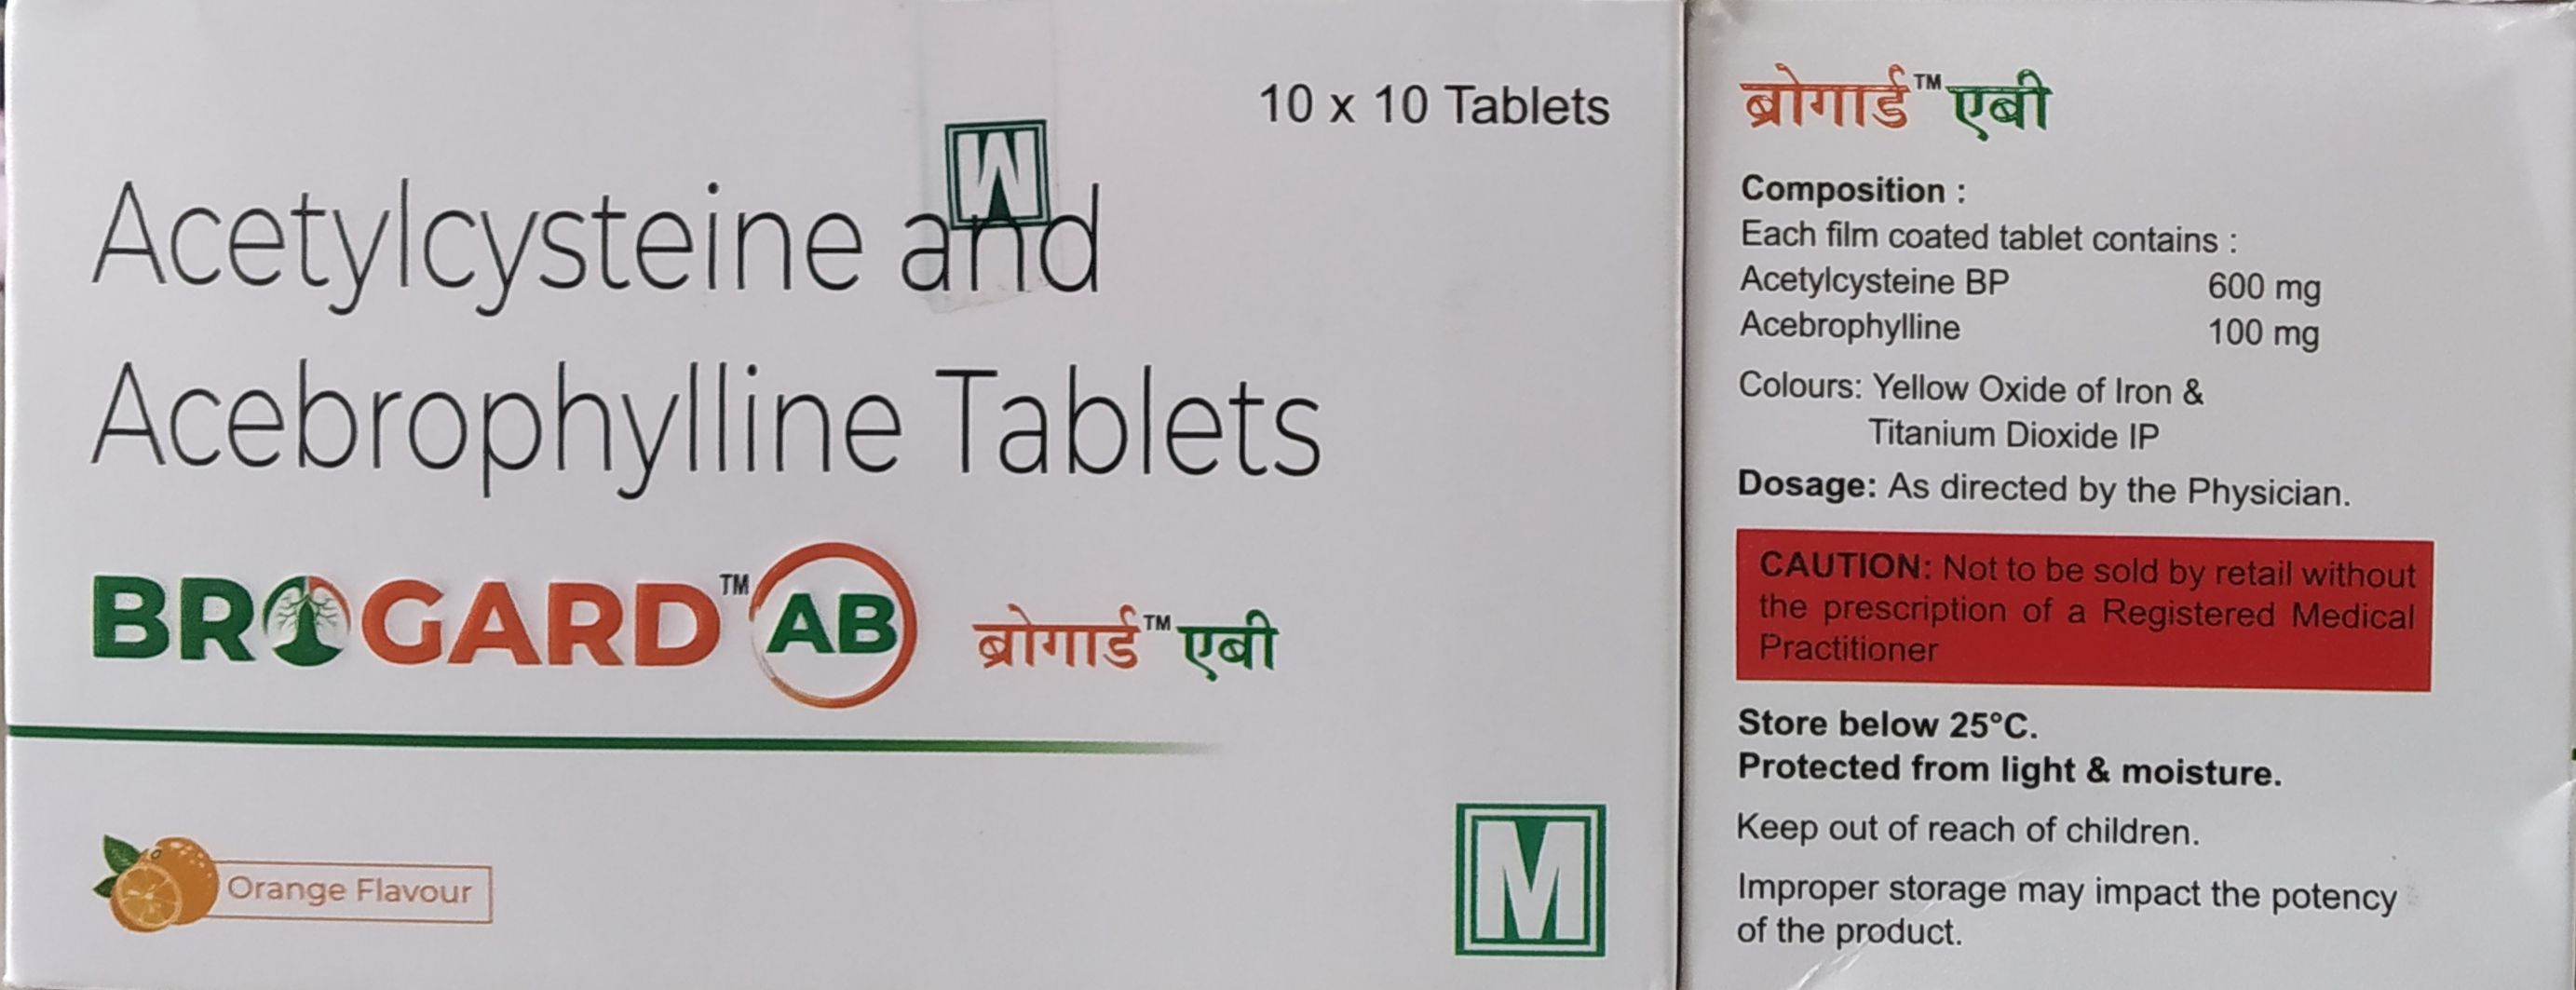 10 x 10 Tablets
Acetylcysteine and
Acebrophylline Tablets
BROGARD™ AB ब्रोगार्ड™ एबी
Orange Flavour
M
M
ब्रोगार्ड™ एबी
Composition :
Each film coated tablet contains :
Acetylcysteine BP 600 mg
Acebrophylline 100 mg
Colours: Yellow Oxide of Iron &
Titanium Dioxide IP
Dosage: As directed by the Physician.
CAUTION: Not to be sold by retail without
the prescription of a Registered Medical
Practitioner
Store below 25°C.
Protected from light & moisture.
Keep out of reach of children.
Improper storage may impact the potency
of the product.